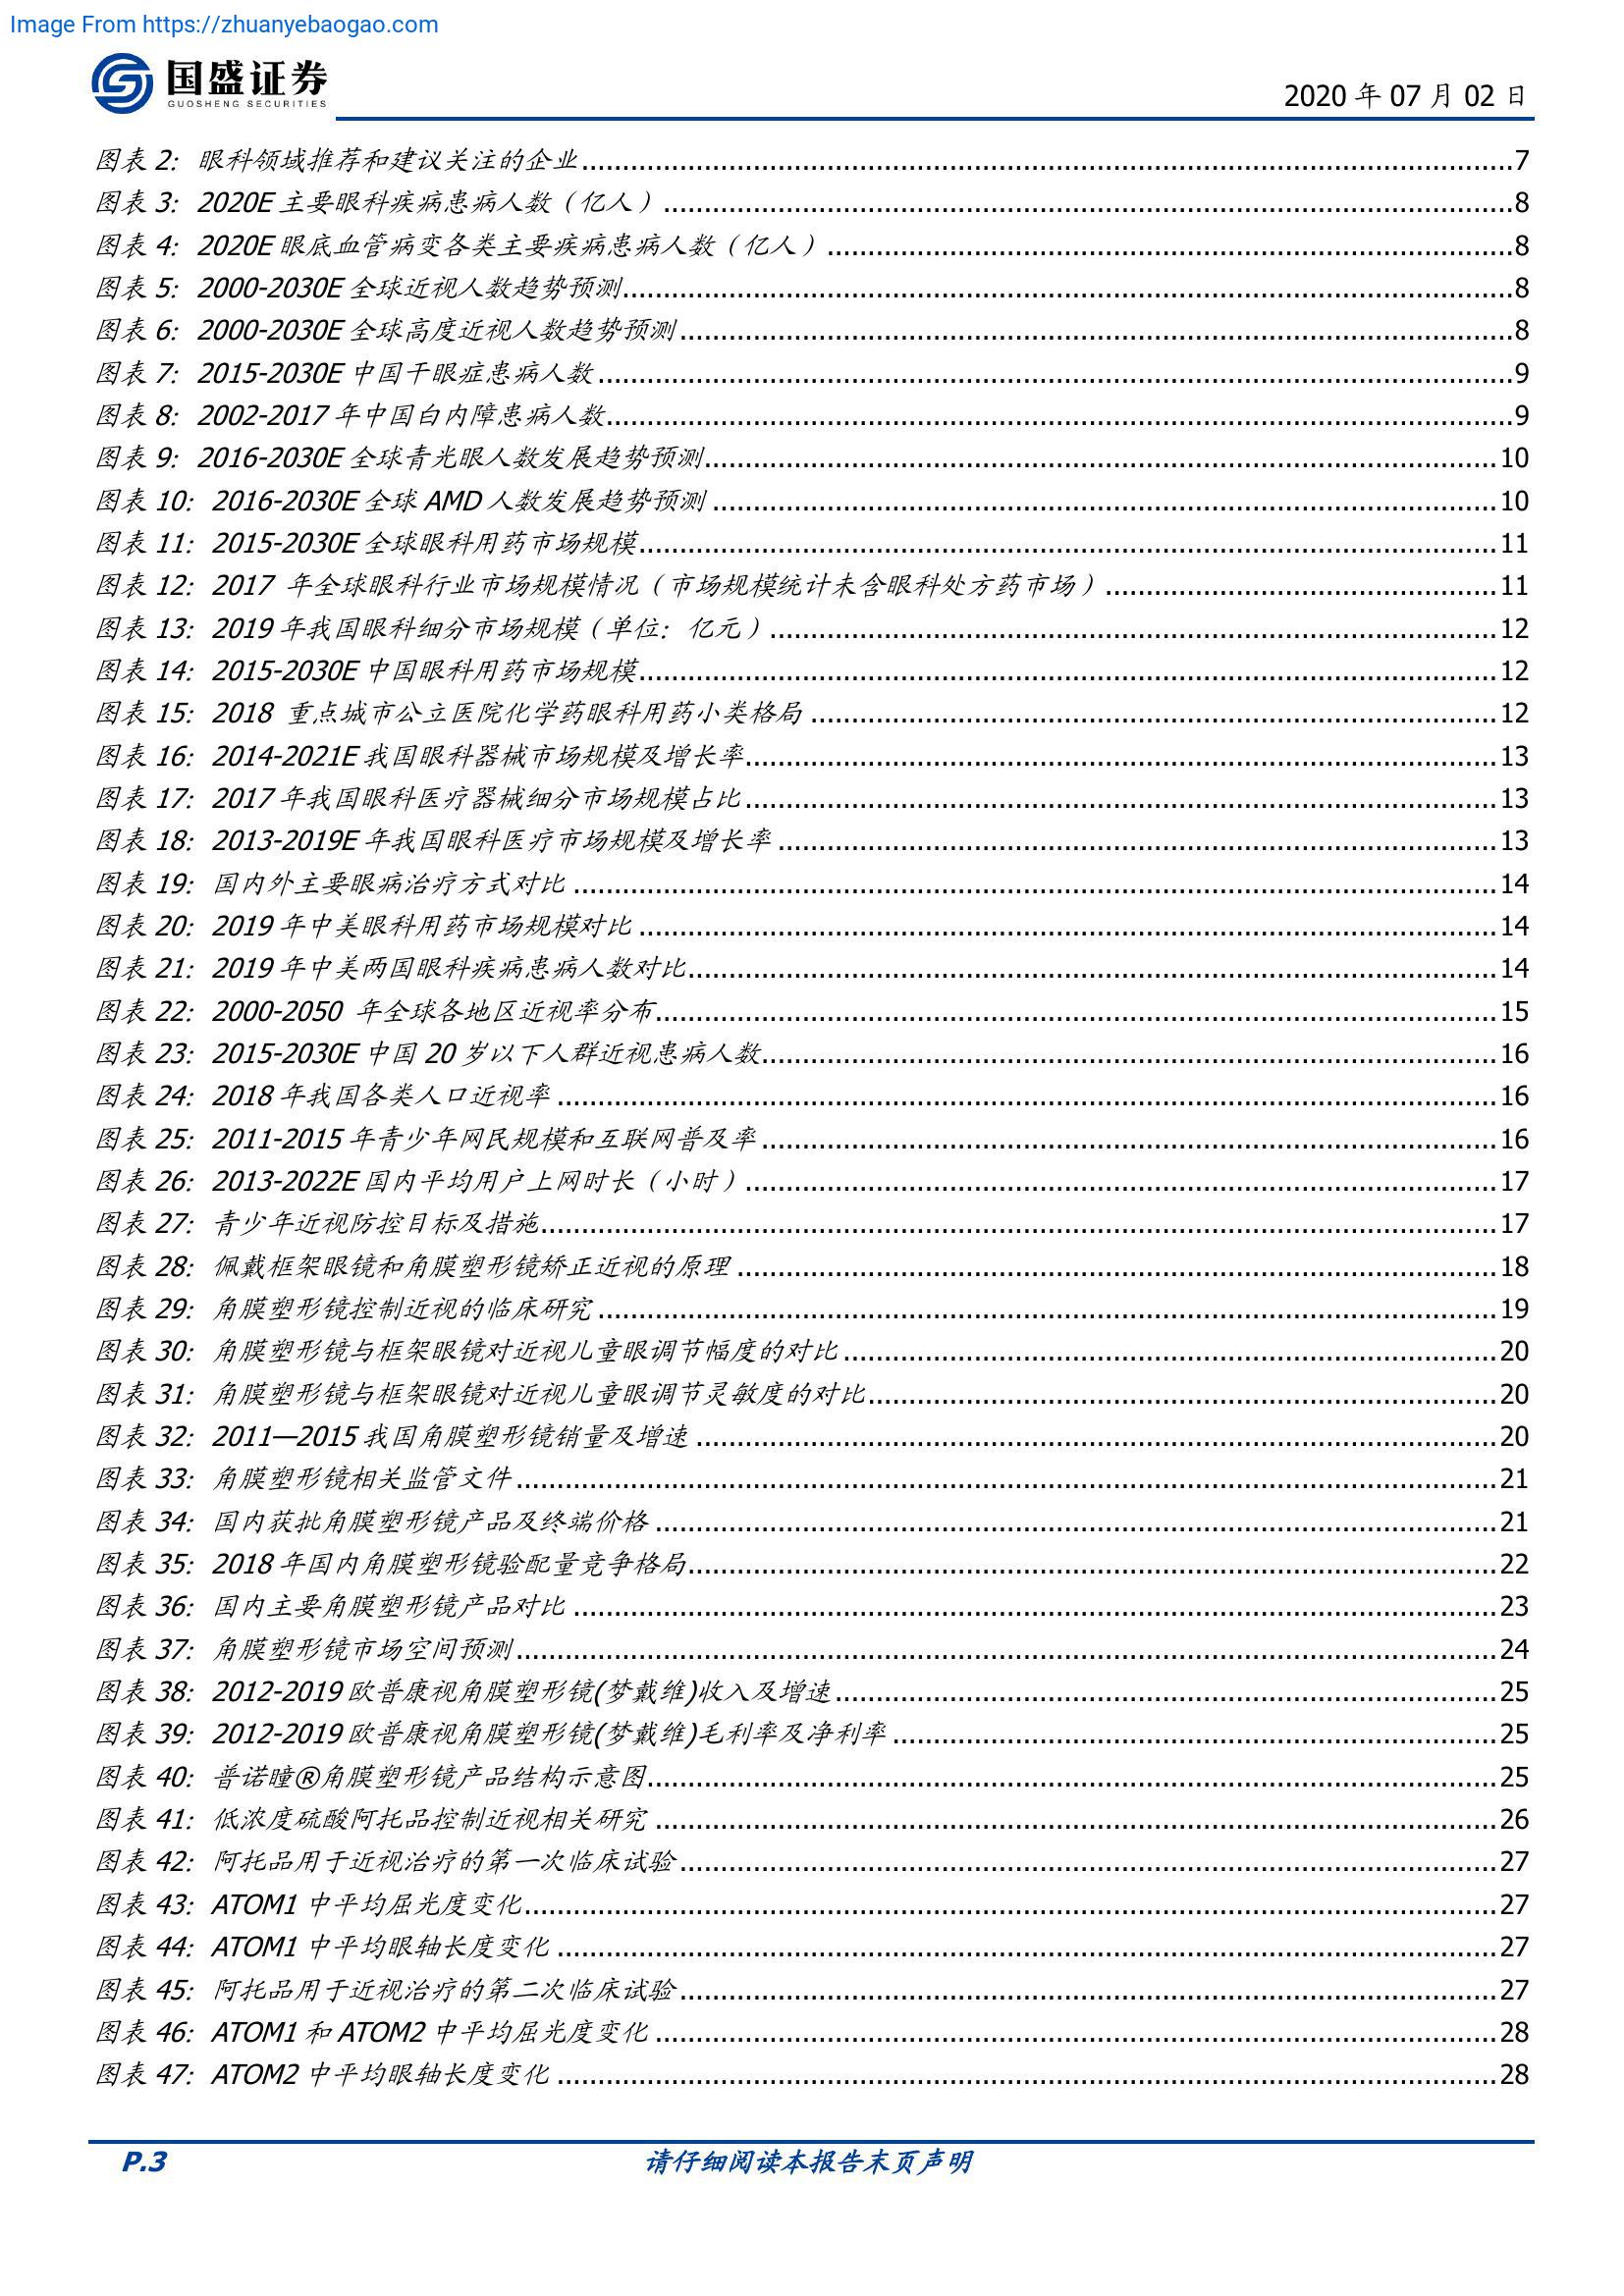 Image From https://zhuanyebaogao.com
国盛证券
GUOSHENG SECURITIES
2020 年 07 月 02 日
图表 2: 眼科领域推荐和建议关注的企业 7
图表 3: 2020E 主要眼科疾病患病人数（亿人） 8
图表 4: 2020E 眼底血管病变各类主要疾病患病人数（亿人） 8
图表 5: 2000-2030E 全球近视人数趋势预测 8
图表 6: 2000-2030E 全球高度近视人数趋势预测 8
图表 7: 2015-2030E 中国干眼症患病人数 9
图表 8: 2002-2017 年中国白内障患病人数 9
图表 9: 2016-2030E 全球青光眼人数发展趋势预测 10
图表 10: 2016-2030E 全球 AMD 人数发展趋势预测 10
图表 11: 2015-2030E 全球眼科用药市场规模 11
图表 12: 2017 年全球眼科行业市场规模情况（市场规模统计未含眼科处方药市场） 11
图表 13: 2019 年我国眼科细分市场规模（单位：亿元） 12
图表 14: 2015-2030E 中国眼科用药市场规模 12
图表 15: 2018 重点城市公立医院化学药眼科用药小类格局 12
图表 16: 2014-2021E 我国眼科器械市场规模及增长率 13
图表 17: 2017 年我国眼科医疗器械细分市场规模占比 13
图表 18: 2013-2019E 年我国眼科医疗市场规模及增长率 13
图表 19: 国内外主要眼病治疗方式对比 14
图表 20: 2019 年中美眼科用药市场规模对比 14
图表 21: 2019 年中美两国眼科疾病患病人数对比 14
图表 22: 2000-2050 年全球各地区近视率分布 15
图表 23: 2015-2030E 中国 20 岁以下人群近视患病人数 16
图表 24: 2018 年我国各类人口近视率 16
图表 25: 2011-2015 年青少年网民规模和互联网普及率 16
图表 26: 2013-2022E 国内平均用户上网时长（小时） 17
图表 27: 青少年近视防控目标及措施 17
图表 28: 佩戴框架眼镜和角膜塑形镜矫正近视的原理 18
图表 29: 角膜塑形镜控制近视的临床研究 19
图表 30: 角膜塑形镜与框架眼镜对近视儿童眼调节幅度的对比 20
图表 31: 角膜塑形镜与框架眼镜对近视儿童眼调节灵敏度的对比 20
图表 32: 2011—2015 我国角膜塑形镜销量及增速 20
图表 33: 角膜塑形镜相关监管文件 21
图表 34: 国内获批角膜塑形镜产品及终端价格 21
图表 35: 2018 年国内角膜塑形镜验配量竞争格局 22
图表 36: 国内主要角膜塑形镜产品对比 23
图表 37: 角膜塑形镜市场空间预测 24
图表 38: 2012-2019 欧普康视角膜塑形镜(梦戴维)收入及增速 25
图表 39: 2012-2019 欧普康视角膜塑形镜(梦戴维)毛利率及净利率 25
图表 40: 普诺瞳®角膜塑形镜产品结构示意图 25
图表 41: 低浓度硫酸阿托品控制近视相关研究 26
图表 42: 阿托品用于近视治疗的第一次临床试验 27
图表 43: ATOM1 中平均屈光度变化 27
图表 44: ATOM1 中平均眼轴长度变化 27
图表 45: 阿托品用于近视治疗的第二次临床试验 27
图表 46: ATOM1 和 ATOM2 中平均屈光度变化 28
图表 47: ATOM2 中平均眼轴长度变化 28
P.3
请仔细阅读本报告末页声明